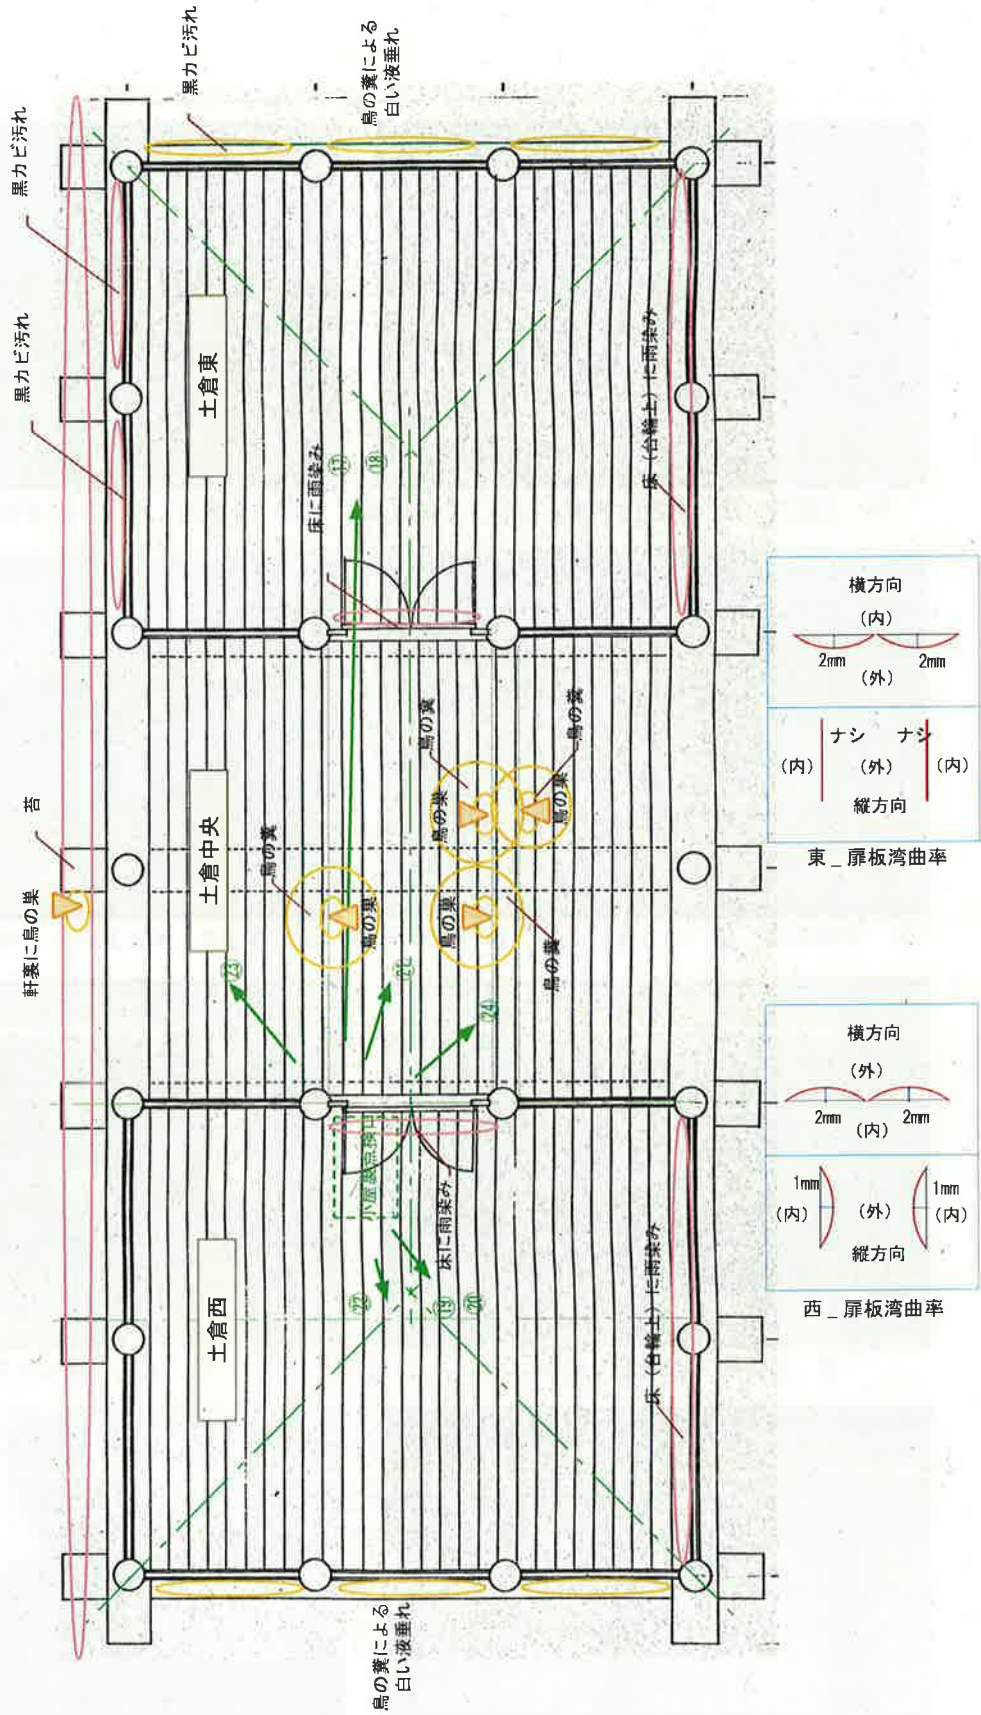 黒カビ汚れ
黒カビ汚れ
黒カビ汚れ
鳥の糞による
白い液垂れ
土倉東
床に雨染み
⑰
⑱
床（台輪上）に雨染み
苔
軒裏に鳥の巣
土倉中央
鳥の糞
鳥の巣
鳥の糞
鳥の巣
鳥の糞
鳥の巣
鳥の巣
鳥の糞
㉓
㉑
㉔
小屋裏点検口
床に雨染み
土倉西
㉒
⑲
⑳
床（台輪上）に雨染み
鳥の糞による
白い液垂れ
横方向
（内）
2mm
2mm
（外）
ナシ
ナシ
（内）
（外）
（内）
縦方向
東_扉板湾曲率
横方向
（外）
2mm
2mm
（内）
1mm
1mm
（内）
（外）
（内）
縦方向
西_扉板湾曲率